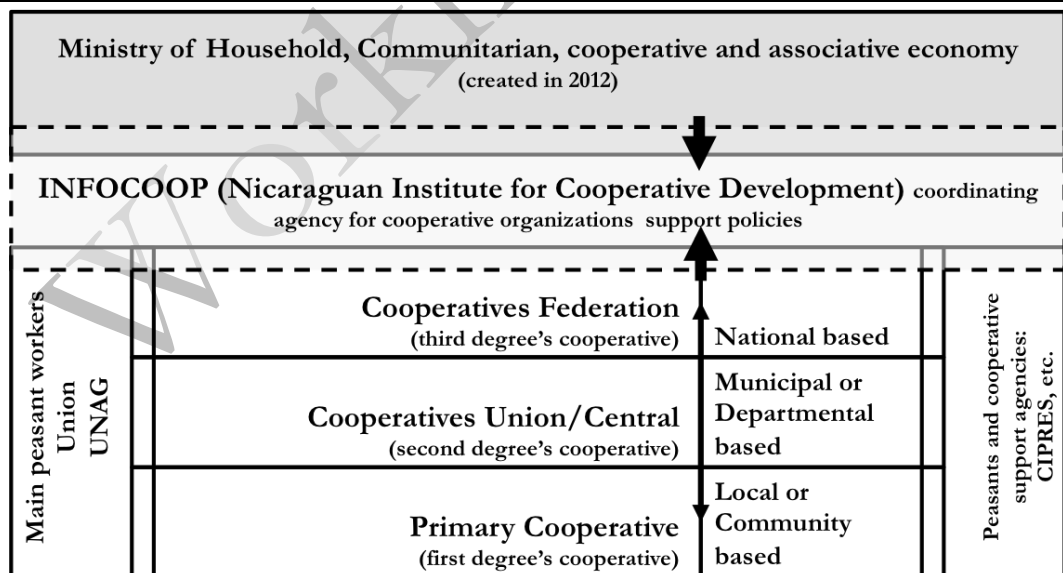 Ministry of Household, Communitarian, cooperative and associative economy
(created in 2012)
INFOCOOP (Nicaraguan Institute for Cooperative Development) coordinating
agency for cooperative organizations support policies
Main peasant workers
Union
UNAG
Cooperatives Federation
(third degree's cooperative)
National based
Cooperatives Union/Central
(second degree's cooperative)
Municipal or
Departmental
based
Primary Cooperative
(first degree's cooperative)
Local or
Community
based
Peasants and cooperative
support agencies:
CIPRES, etc.